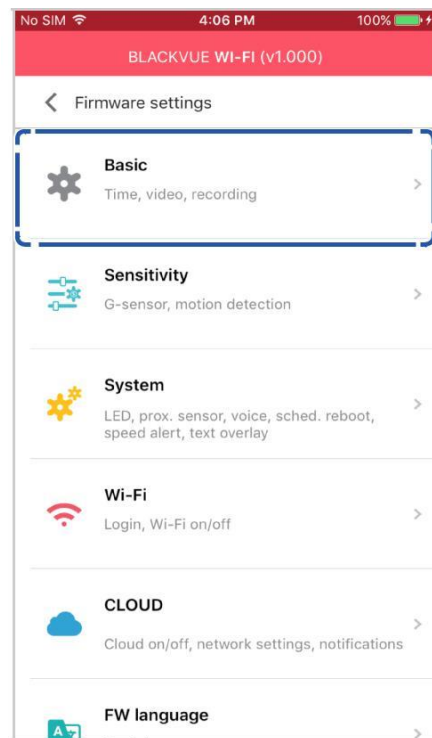 No SIM 4:06 PM 100%
BLACKVUE WI-FI (v1.000)
Firmware settings
Basic
Time, video, recording
Sensitivity
G-sensor, motion detection
System
LED, prox. sensor, voice, sched. reboot,
speed alert, text overlay
Wi-Fi
Login, Wi-Fi on/off
CLOUD
Cloud on/off, network settings, notifications
FW language
A